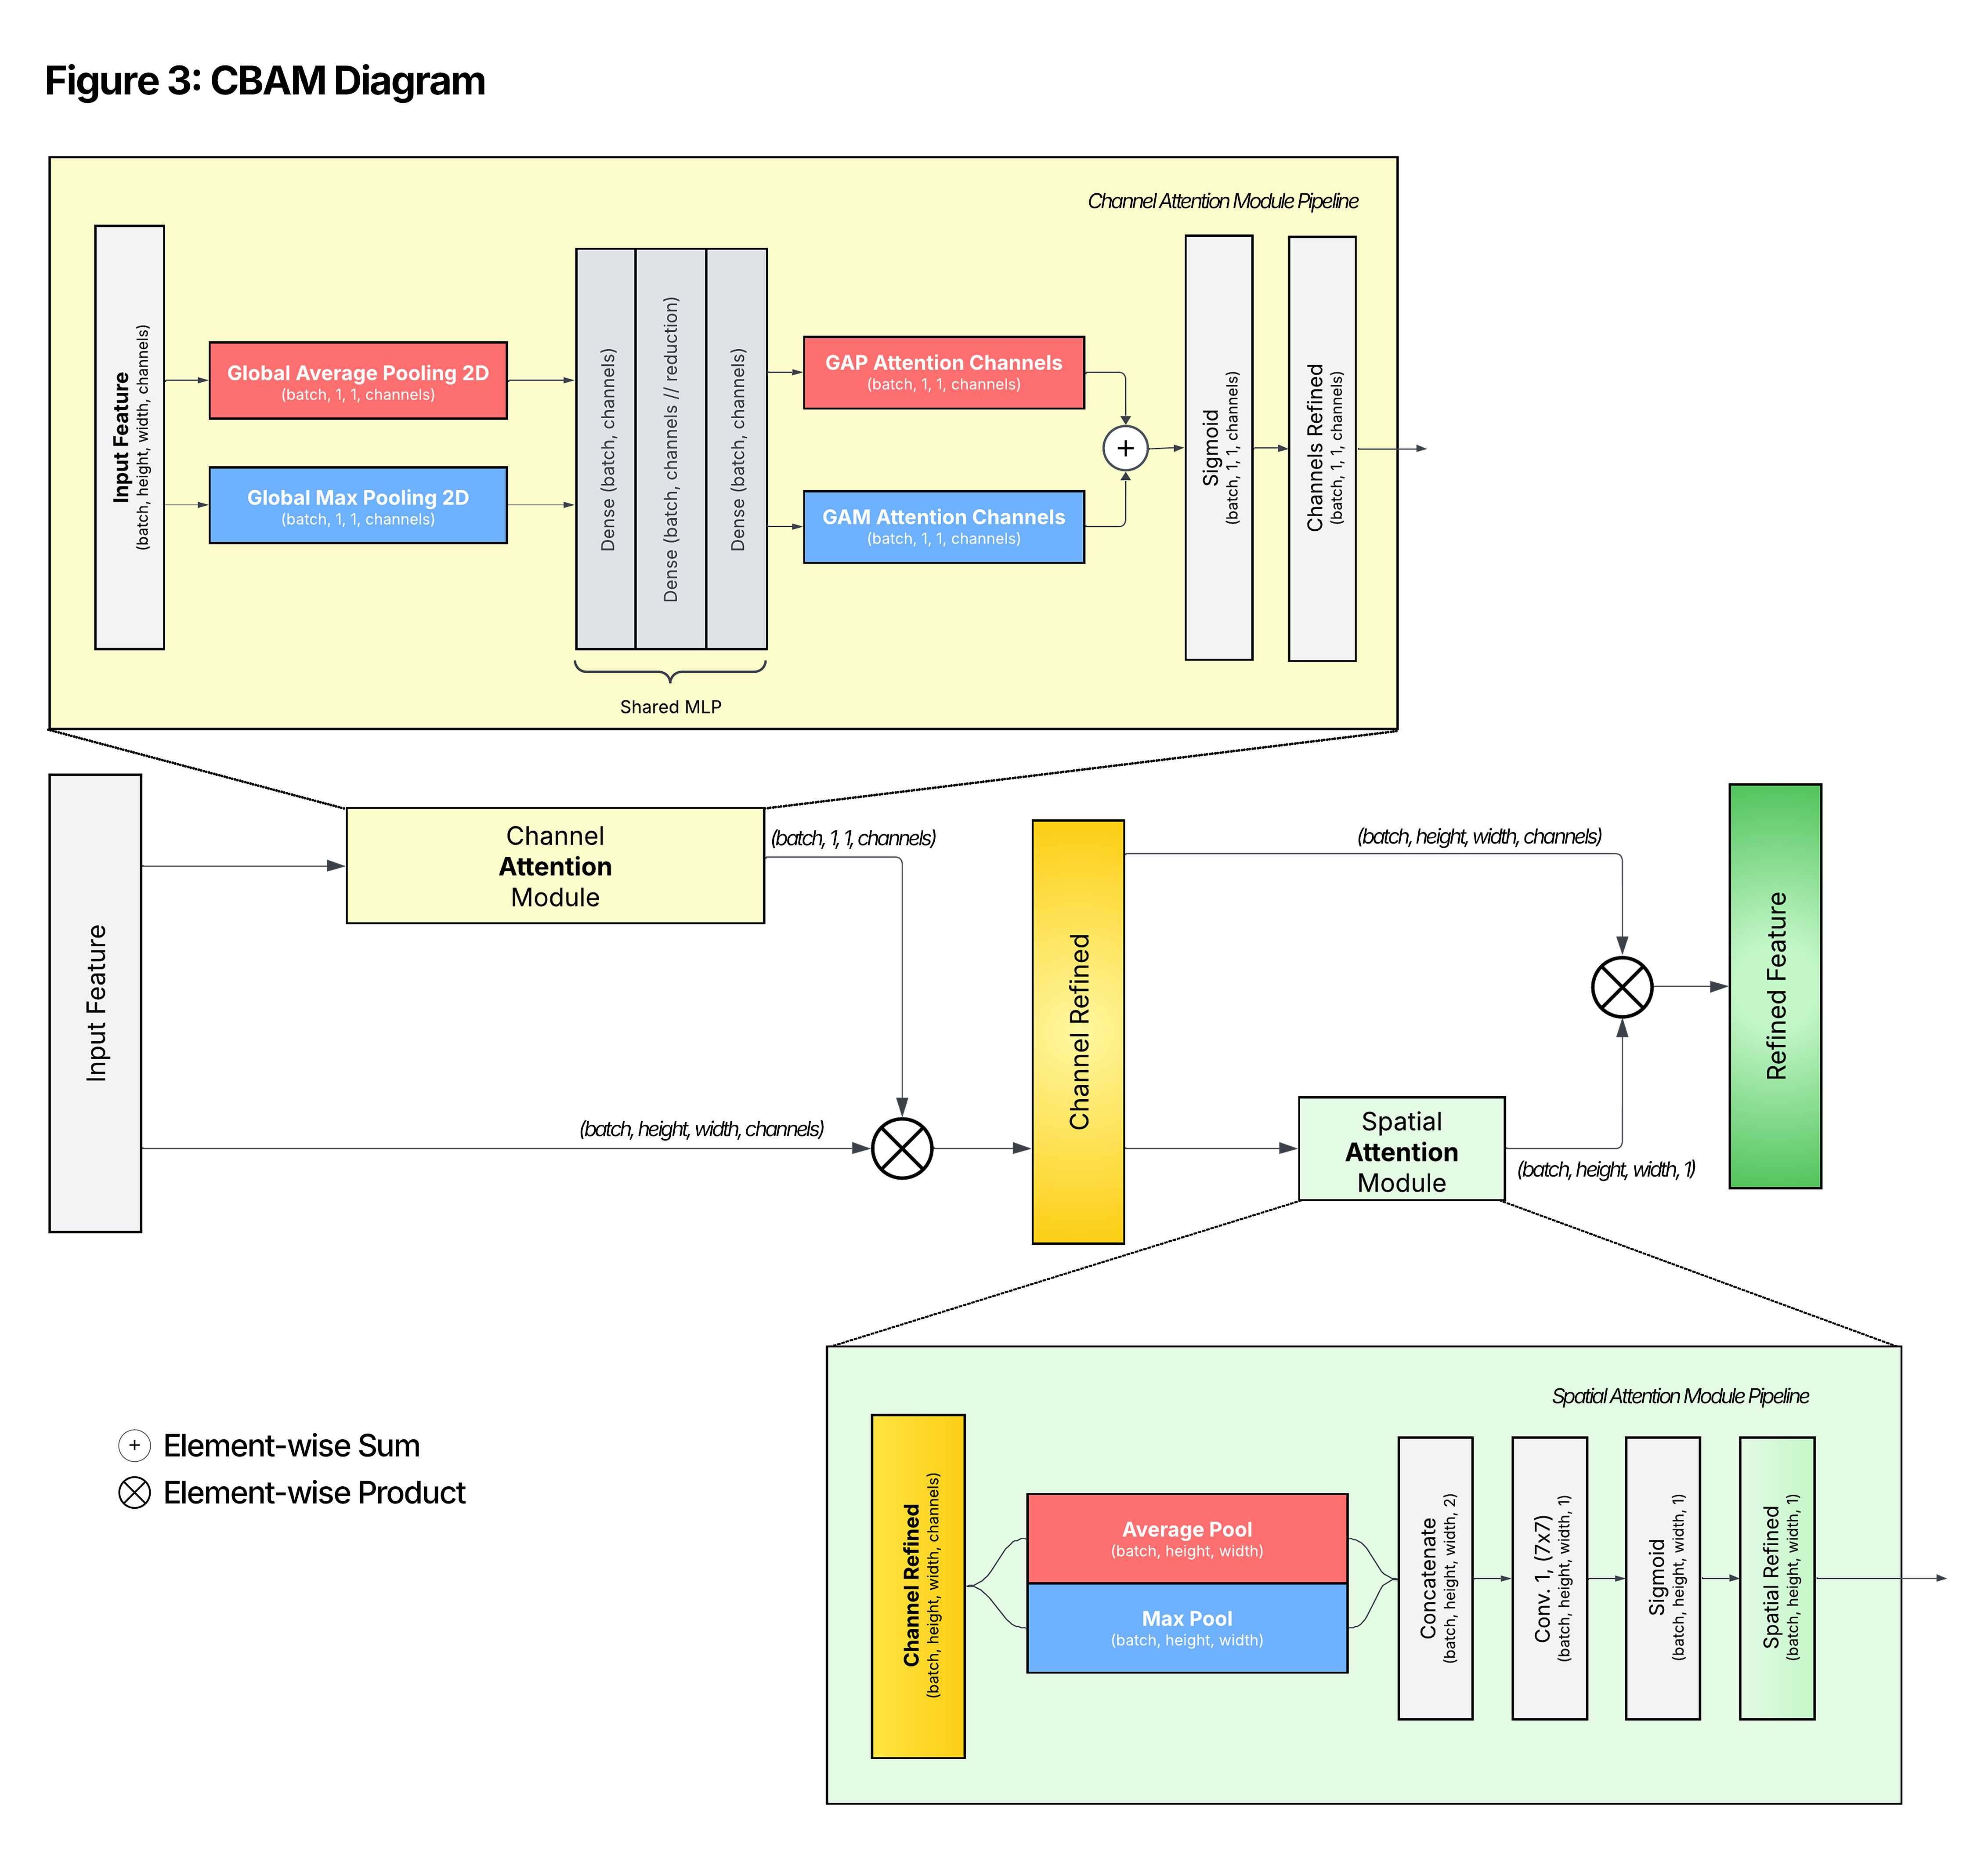 Figure 3: CBAM Diagram
Channel Attention Module Pipeline
Input Feature
(batch, height, width, channels)
Global Average Pooling 2D
(batch, 1, 1, channels)
Global Max Pooling 2D
(batch, 1, 1, channels)
Dense (batch, channels)
Dense (batch, channels // reduction)
Dense (batch, channels)
Shared MLP
GAP Attention Channels
(batch, 1, 1, channels)
GAM Attention Channels
(batch, 1, 1, channels)
+
Sigmoid
(batch, 1, 1, channels)
Channels Refined
(batch, 1, 1, channels)
Input Feature
Channel
Attention
Module
(batch, 1, 1, channels)
(batch, height, width, channels)
Channel Refined
(batch, height, width, channels)
Spatial
Attention
Module
(batch, height, width, 1)
Refined Feature
+ Element-wise Sum
Element-wise Product
Spatial Attention Module Pipeline
Channel Refined
(batch, height, width, channels)
Average Pool
(batch, height, width)
Max Pool
(batch, height, width)
Concatenate
(batch, height, width, 2)
Conv. 1, (7x7)
(batch, height, width, 1)
Sigmoid
(batch, height, width, 1)
Spatial Refined
(batch, height, width, 1)